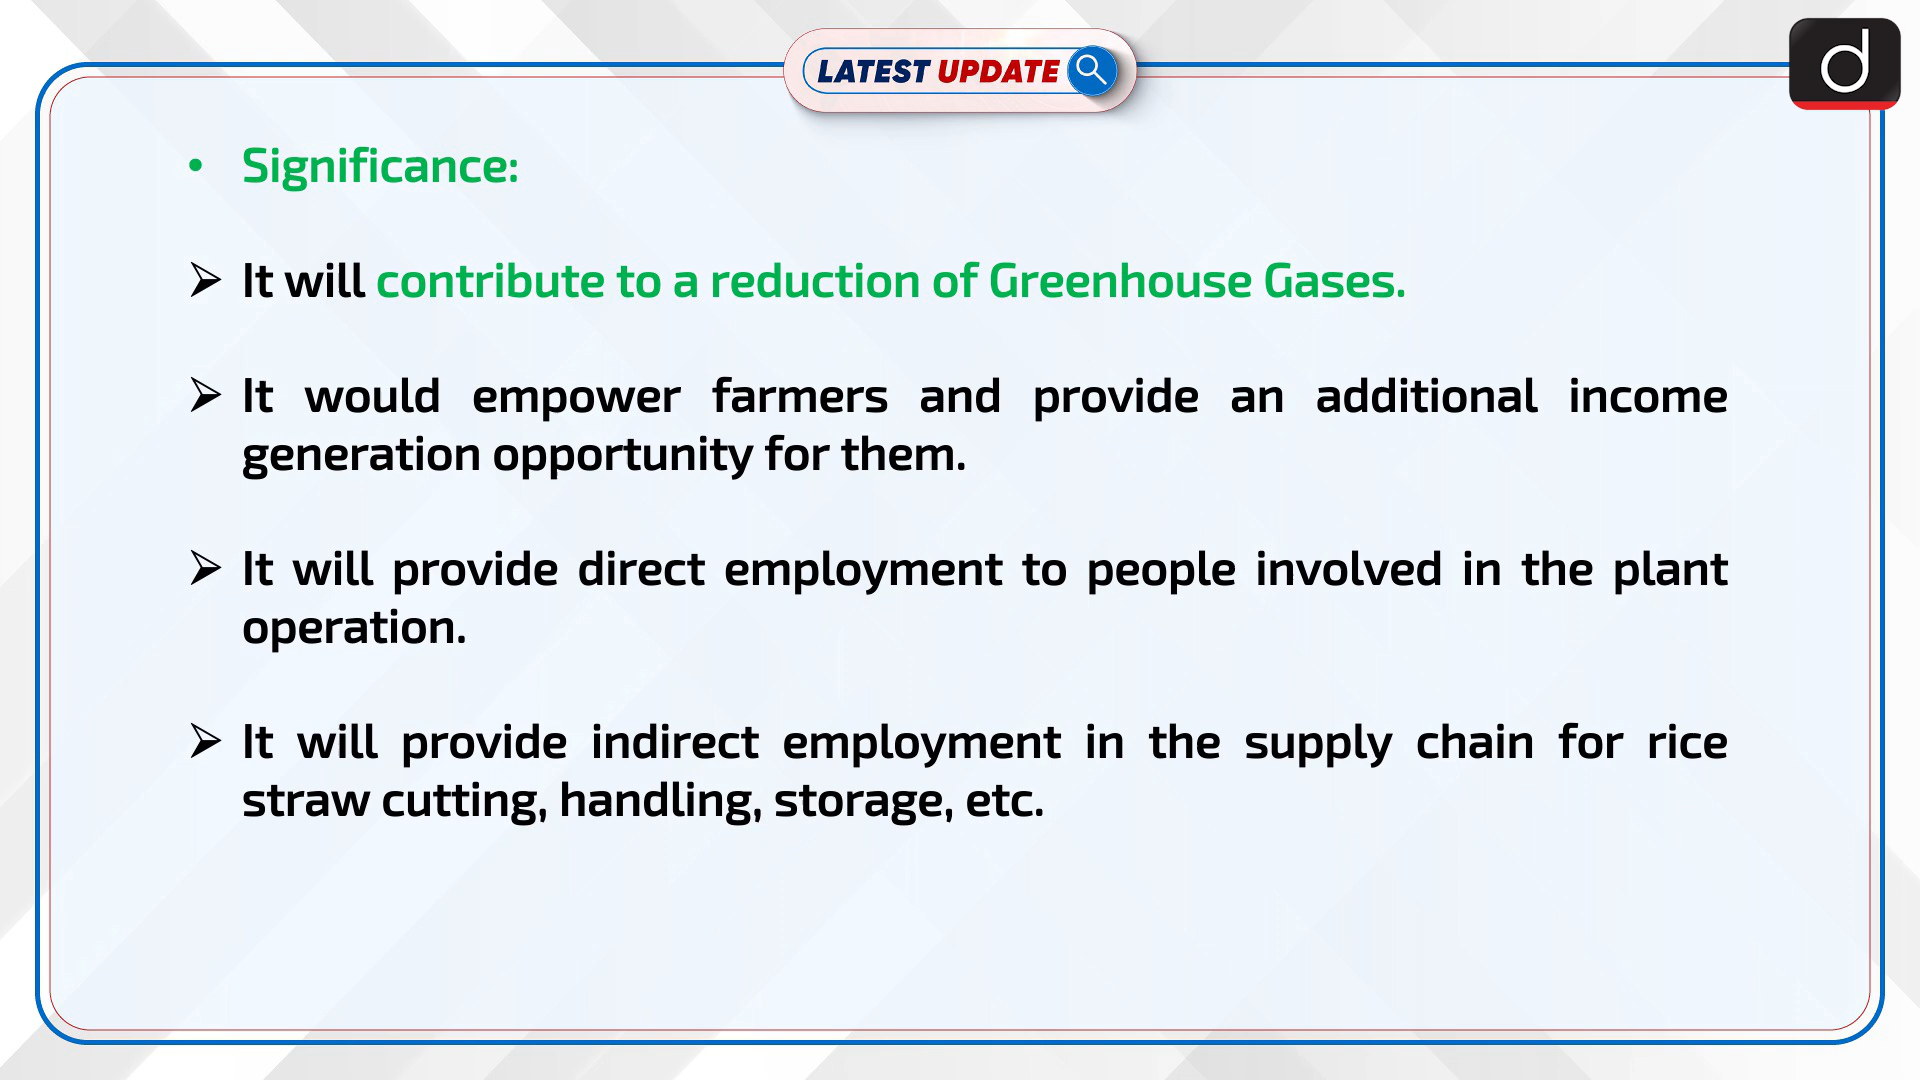 LATEST UPDATE
d
• Significance:
➢ It will contribute to a reduction of Greenhouse Gases.
➢ It would empower farmers and provide an additional income
generation opportunity for them.
➢ It will provide direct employment to people involved in the plant
operation.
➢ It will provide indirect employment in the supply chain for rice
straw cutting, handling, storage, etc.